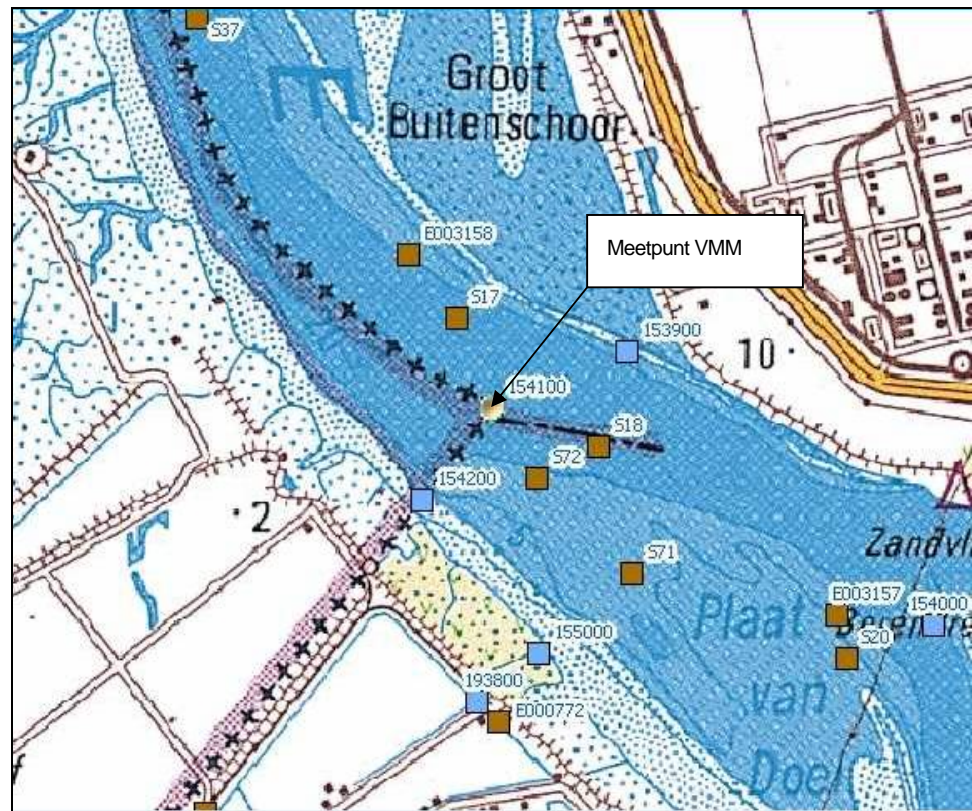 S37
Groot
Buitenschoor
E003158
Meetpunt VMM
S17
153900
10
154100
S18
S72
154200
2
S71
Plaat
van
Doel
E003157
154000
S20
155000
193800
E000772